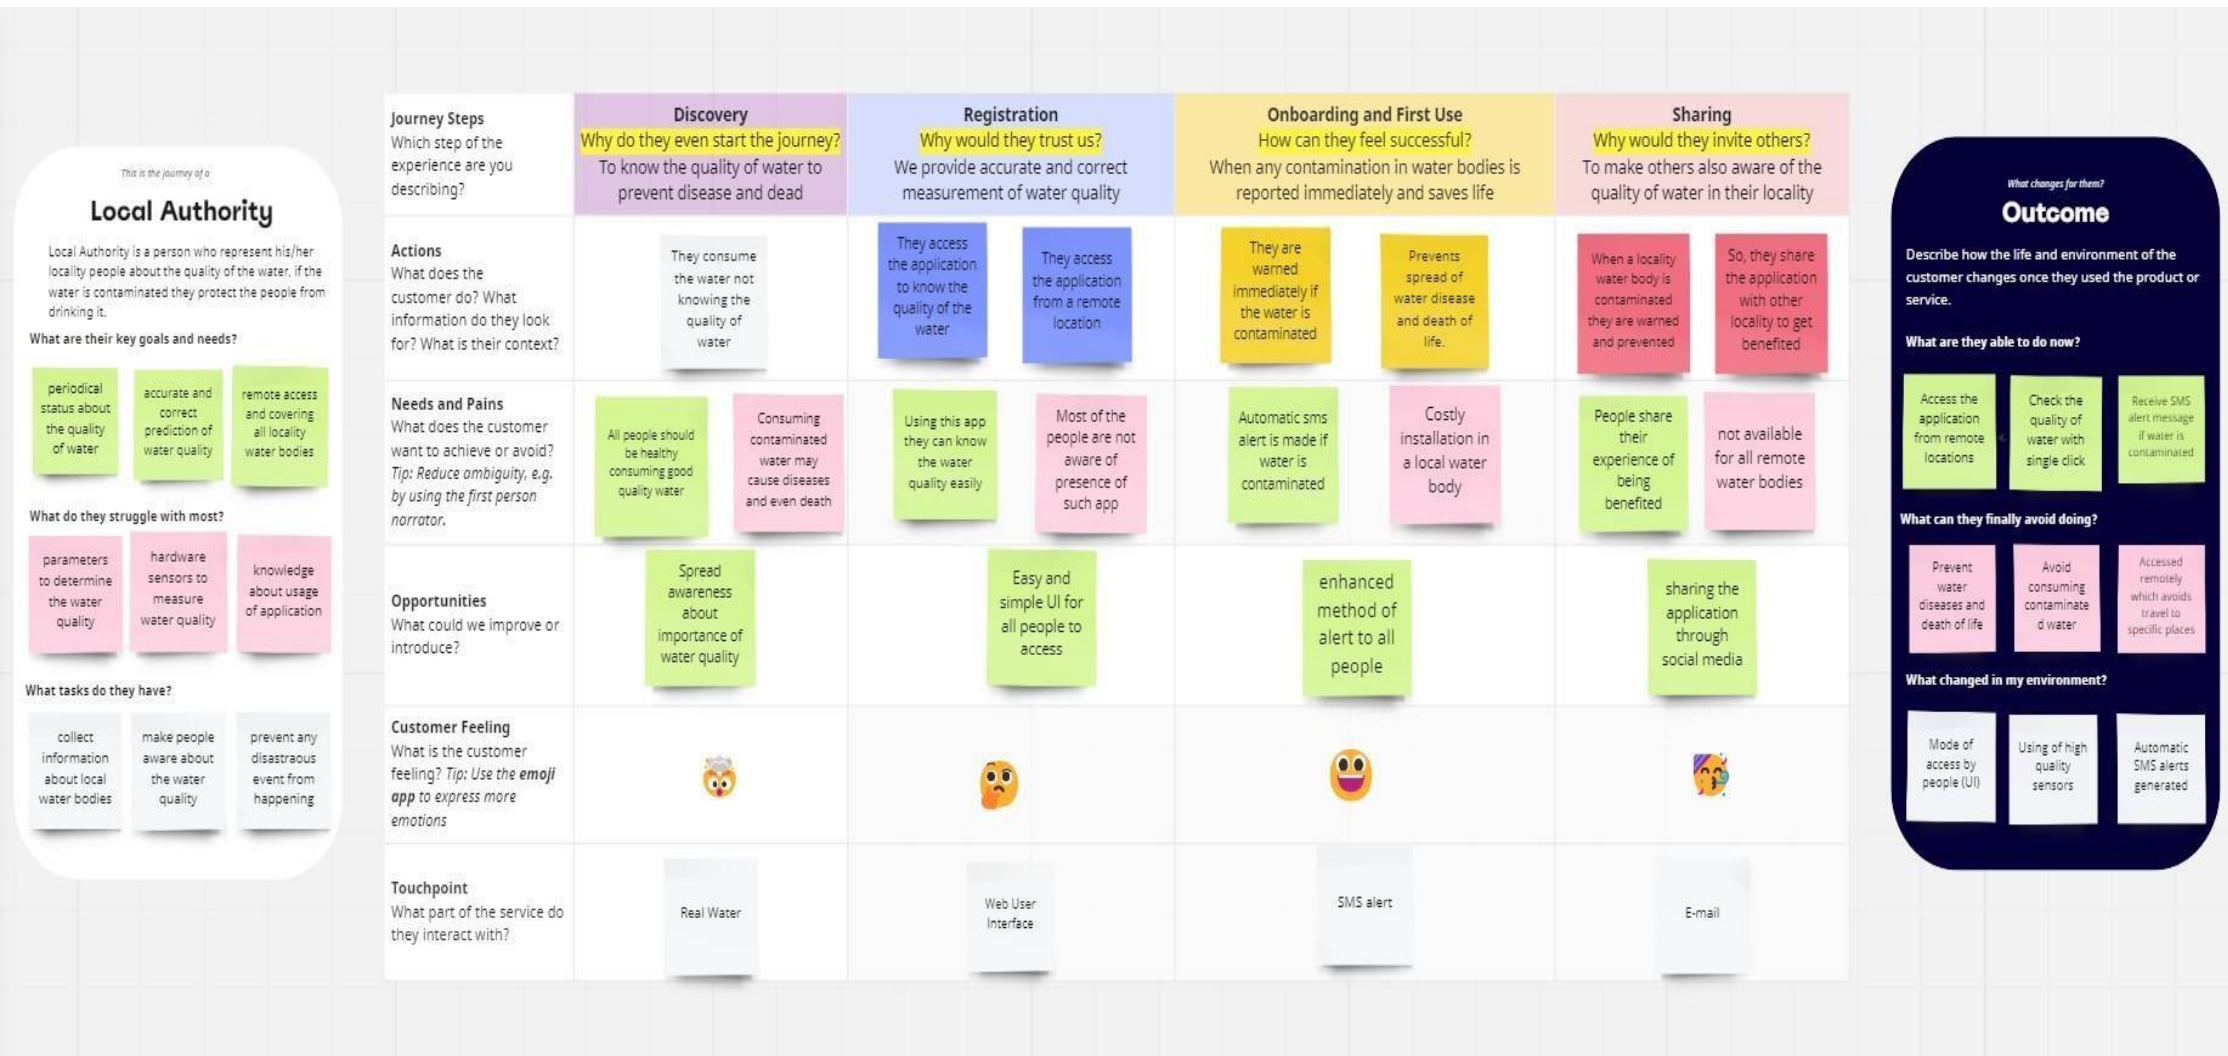 This is the journey of a
Local Authority
Local Authority is a person who represent his/her
locality people about the quality of the water, if the
water is contaminated they protect the people from
drinking it.
What are their key goals and needs?
periodical
status about
the quality
of water
accurate and
correct
prediction of
water quality
remote access
and covering
all locality
water bodies
What do they struggle with most?
parameters
to determine
the water
quality
hardware
sensors to
measure
water quality
knowledge
about usage
of application
What tasks do they have?
collect
information
about local
water bodies
make people
aware about
the water
quality
prevent any
disastraous
event from
happening
Journey Steps
Which step of the
experience are you
describing?
Discovery
Why do they even start the journey?
To know the quality of water to
prevent disease and dead
Registration
Why would they trust us?
We provide accurate and correct
measurement of water quality
Onboarding and First Use
How can they feel successful?
When any contamination in water bodies is
reported immediately and saves life
Sharing
Why would they invite others?
To make others also aware of the
quality of water in their locality
Actions
What does the
customer do? What
information do they look
for? What is their context?
They consume
the water not
knowing the
quality of
water
They access
the application
to know the
quality of the
water
They access
the application
from a remote
location
They are
warned
immediately if
the water is
contaminated
Prevents
spread of
water disease
and death of
life.
When a locality
water body is
contaminated
they are warned
and prevented
So, they share
the application
with other
locality to get
benefited
Needs and Pains
What does the customer
want to achieve or avoid?
Tip: Reduce ambiguity, e.g.
by using the first person
narrator.
All people should
be healthy
consuming good
quality water
Consuming
contaminated
water may
cause diseases
and even death
Using this app
they can know
the water
quality easily
Most of the
people are not
aware of
presence of
such app
Automatic sms
alert is made if
water is
contaminated
Costly
installation in
a local water
body
People share
their
experience of
being
benefited
not available
for all remote
water bodies
Opportunities
What could we improve or
introduce?
Spread
awareness
about
importance of
water quality
Easy and
simple UI for
all people to
access
enhanced
method of
alert to all
people
sharing the
application
through
social media
Customer Feeling
What is the customer
feeling? Tip: Use the emoji
app to express more
emotions
Touchpoint
What part of the service do
they interact with?
Real Water
Web User
Interface
SMS alert
E-mail
What changes for them?
Outcome
Describe how the life and environment of the
customer changes once they used the product or
service.
What are they able to do now?
Access the
application
from remote
locations
Check the
quality of
water with
single click
Receive SMS
alert message
if water is
contaminated
What can they finally avoid doing?
Prevent
water
diseases and
death of life
Avoid
consuming
contaminate
d water
Accessed
remotely
which avoids
travel to
specific places
What changed in my environment?
Mode of
access by
people (UI)
Using of high
quality
sensors
Automatic
SMS alerts
generated